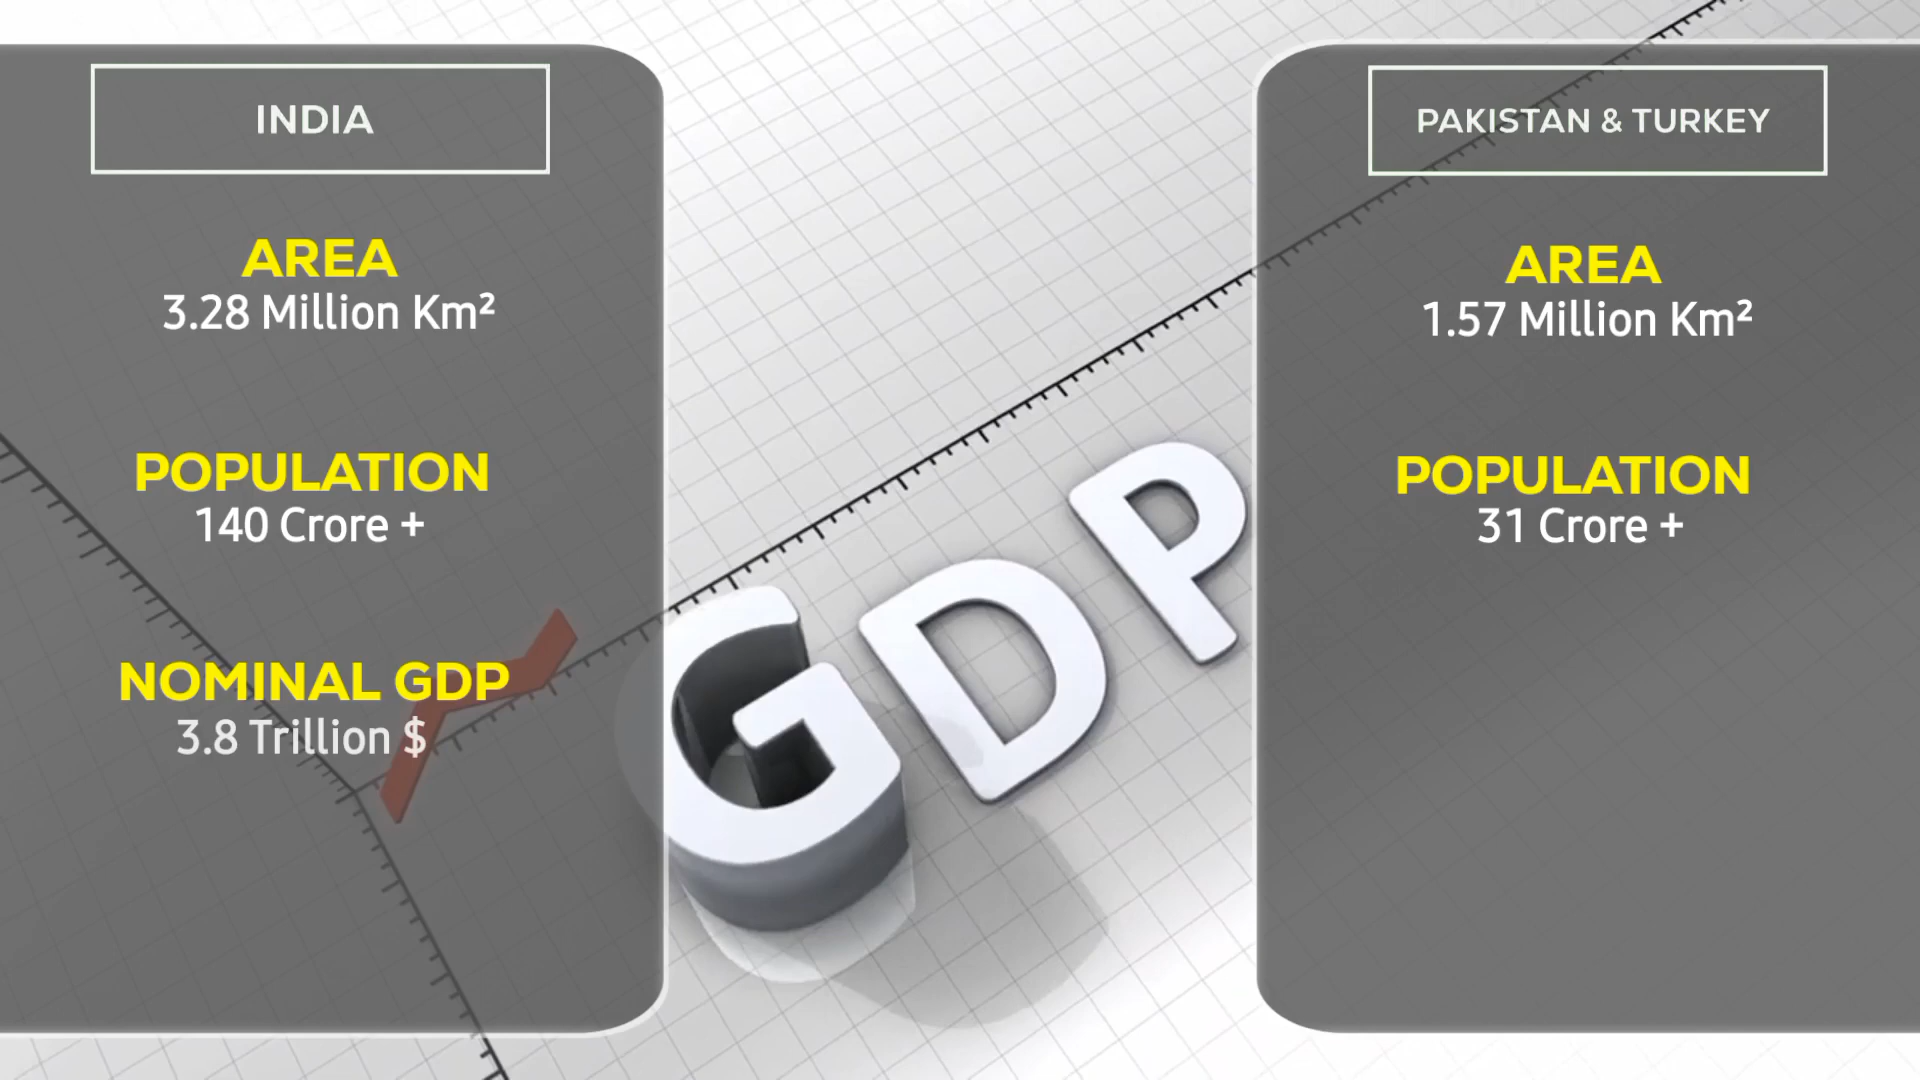 INDIA
AREA
3.28 Million Km²
POPULATION
140 Crore +
NOMINAL GDP
3.8 Trillion $
GDP
PAKISTAN & TURKEY
AREA
1.57 Million Km²
POPULATION
31 Crore +